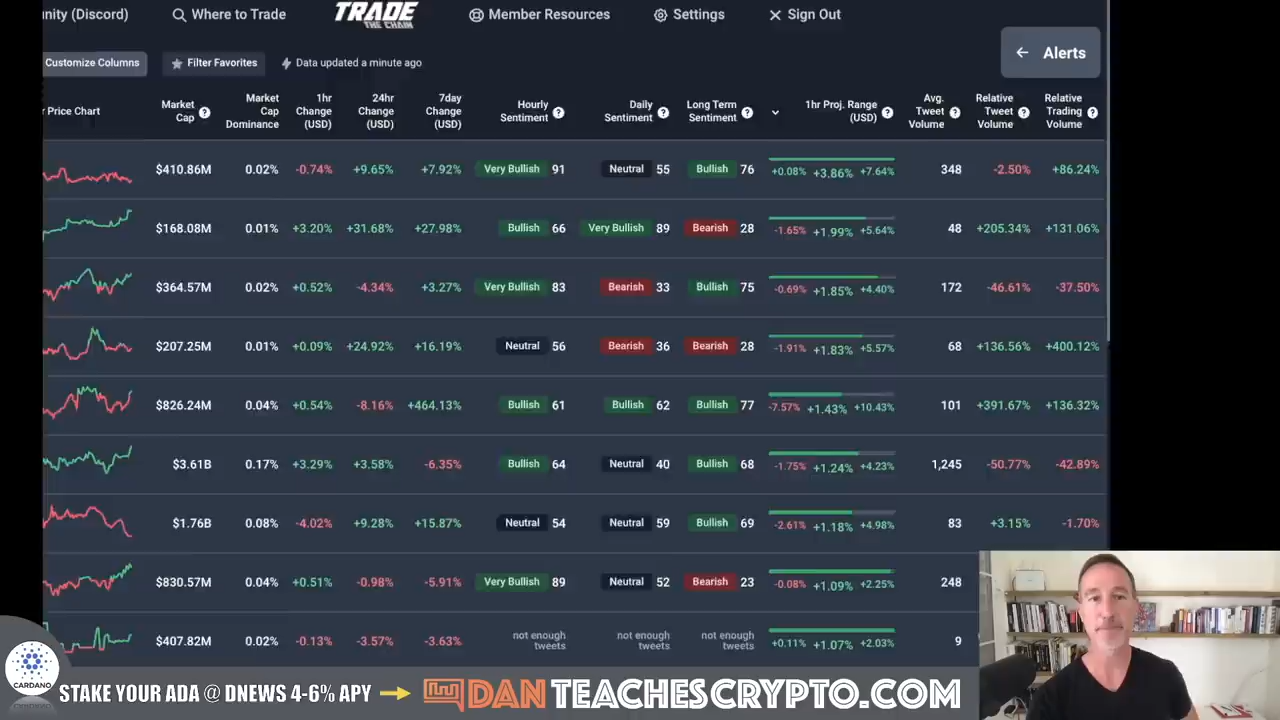 unity (Discord) Where to Trade TRADE THE CHAIN Member Resources Settings Sign Out
Customize Columns Filter Favorites Data updated a minute ago Alerts
r Price Chart Market Cap ? Market Cap Dominance 1hr Change (USD) 24hr Change (USD) 7day Change (USD) Hourly Sentiment ? Daily Sentiment ? Long Term Sentiment ? 1hr Proj. Range (USD) ? Avg. Tweet Volume ? Relative Tweet Volume ? Relative Trading Volume ?
$410.86M 0.02% -0.74% +9.65% +7.92% Very Bullish 91 Neutral 55 Bullish 76 +0.08% +3.86% +7.64% 348 -2.50% +86.24%
$168.08M 0.01% +3.20% +31.68% +27.98% Bullish 66 Very Bullish 89 Bearish 28 -1.65% +1.99% +5.64% 48 +205.34% +131.06%
$364.57M 0.02% +0.52% -4.34% +3.27% Very Bullish 83 Bearish 33 Bullish 75 -0.69% +1.85% +4.40% 172 -46.61% -37.50%
$207.25M 0.01% +0.09% +24.92% +16.19% Neutral 56 Bearish 36 Bearish 28 -1.91% +1.83% +5.57% 68 +136.56% +400.12%
$826.24M 0.04% +0.54% -8.16% +464.13% Bullish 61 Bullish 62 Bullish 77 -7.57% +1.43% +10.43% 101 +391.67% +136.32%
$3.61B 0.17% +3.29% +3.58% -6.35% Bullish 64 Neutral 40 Bullish 68 -1.75% +1.24% +4.23% 1,245 -50.77% -42.89%
$1.76B 0.08% -4.02% +9.28% +15.87% Neutral 54 Neutral 59 Bullish 69 -2.61% +1.18% +4.98% 83 +3.15% -1.70%
$830.57M 0.04% +0.51% -0.98% -5.91% Very Bullish 89 Neutral 52 Bearish 23 -0.08% +1.09% +2.25% 248
$407.82M 0.02% -0.13% -3.57% -3.63% not enough tweets not enough tweets not enough tweets +0.11% +1.07% +2.03% 9
CARDANO STAKE YOUR ADA @ DNEWS 4-6% APY DANTEACHESCRYPTO.COM